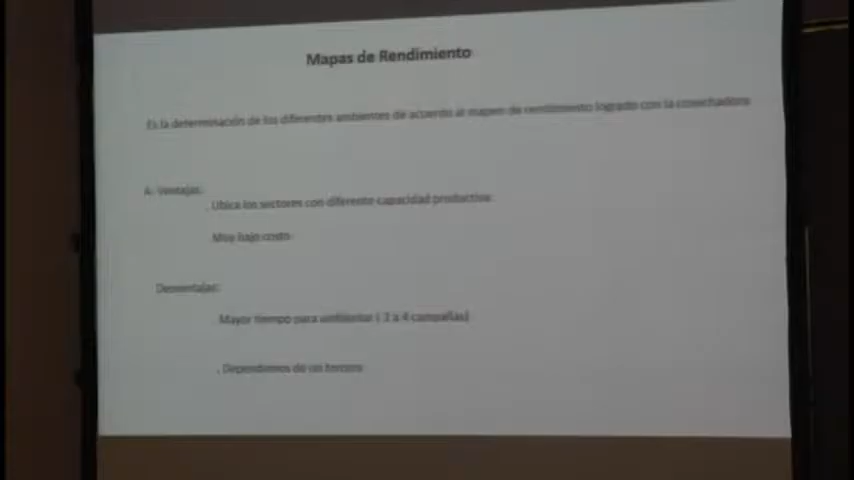 Mapas de Rendimiento
Es la determinación de los diferentes ambientes de acuerdo al mapeo de rendimiento logrado con la cosechadora
A- Ventajas:
. Ubica los sectores con diferente capacidad productiva
Muy bajo costo
Desventajas:
. Mayor tiempo para ambientar ( 3 a 4 campañas)
. Dependemos de un tercero